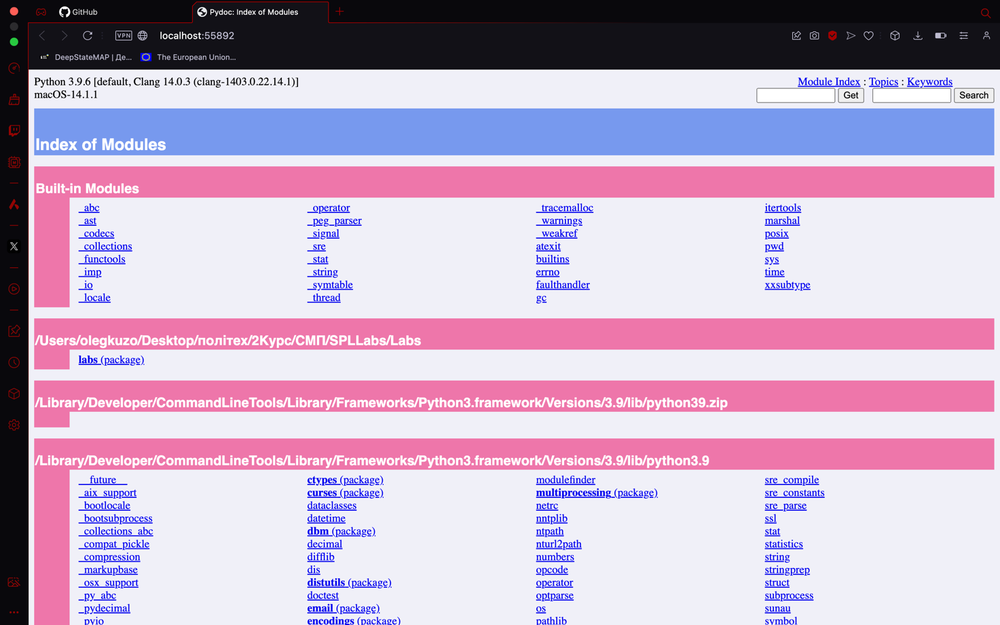 GitHub
Pydoc: Index of Modules
VPN
localhost:55892
DeepStateMAP | Де...
The European Union...
Python 3.9.6 [default, Clang 14.0.3 (clang-1403.0.22.14.1)]
macOS-14.1.1
Module Index : Topics : Keywords
Get
Search
Index of Modules
Built-in Modules
_abc
_ast
_codecs
_collections
_functools
_imp
_io
_locale
_operator
_peg_parser
_signal
_sre
_stat
_string
_symtable
_thread
_tracemalloc
_warnings
_weakref
atexit
builtins
errno
faulthandler
gc
itertools
marshal
posix
pwd
sys
time
xxsubtype
/Users/olegkuzo/Desktop/політех/2Курс/СМП/SPLLabs/Labs
labs (package)
/Library/Developer/CommandLineTools/Library/Frameworks/Python3.framework/Versions/3.9/lib/python39.zip
/Library/Developer/CommandLineTools/Library/Frameworks/Python3.framework/Versions/3.9/lib/python3.9
__future__
_aix_support
_bootlocale
_bootsubprocess
_collections_abc
_compat_pickle
_compression
_markupbase
_osx_support
_py_abc
_pydecimal
_pyio
ctypes (package)
curses (package)
dataclasses
datetime
dbm (package)
decimal
difflib
dis
distutils (package)
doctest
email (package)
encodings (package)
modulefinder
multiprocessing (package)
netrc
nntplib
ntpath
nturl2path
numbers
opcode
operator
optparse
os
pathlib
sre_compile
sre_constants
sre_parse
ssl
stat
statistics
string
stringprep
struct
subprocess
sunau
symbol